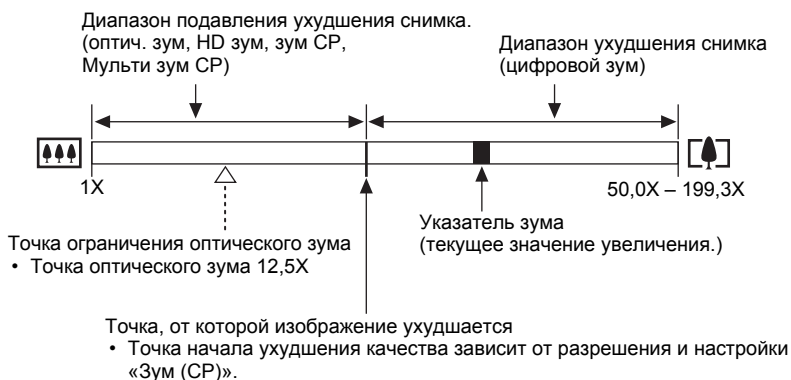 Диапазон подавления ухудшения снимка.
(оптич. зум, HD зум, зум СР,
Мульти зум СР)
Диапазон ухудшения снимка
(цифровой зум)
1X
50,0X – 199,3X
Точка ограничения оптического зума
• Точка оптического зума 12,5X
Указатель зума
(текущее значение увеличения.)
Точка, от которой изображение ухудшается
• Точка начала ухудшения качества зависит от разрешения и настройки
«Зум (СР)».